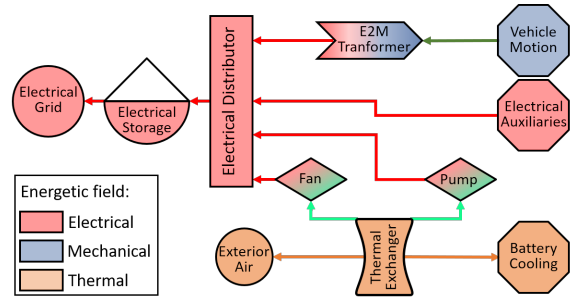 E2M
Tranformer
Vehicle
Motion
Electrical
Grid
Electrical
Storage
Electrical Distributor
Electrical
Auxiliaries
Fan
Pump
Energetic field:
Electrical
Mechanical
Thermal
Exterior
Air
Thermal
Exchanger
Battery
Cooling